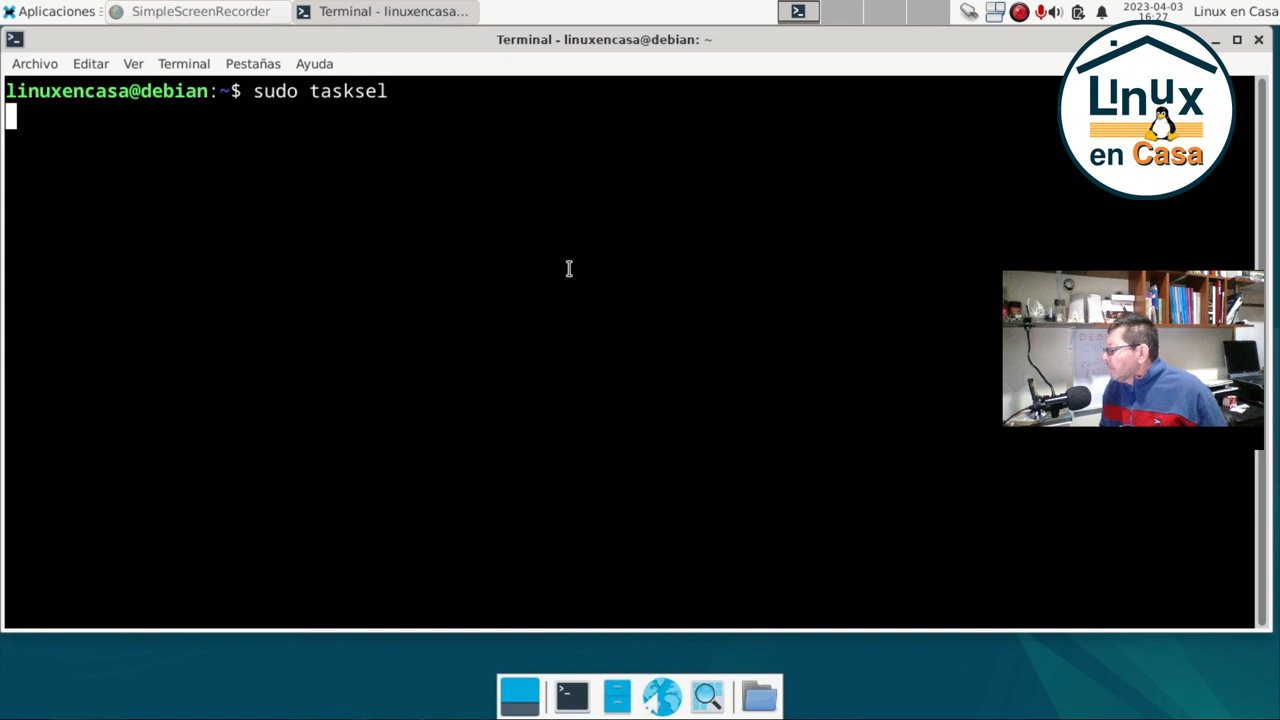 Aplicaciones
SimpleScreenRecorder
Terminal - linuxencasa...
2023-04-03
16:27
Linux en Casa
Terminal - linuxencasa@debian: ~
Archivo Editar Ver Terminal Pestañas Ayuda
linuxencasa@debian:~$ sudo tasksel
Linux
en Casa